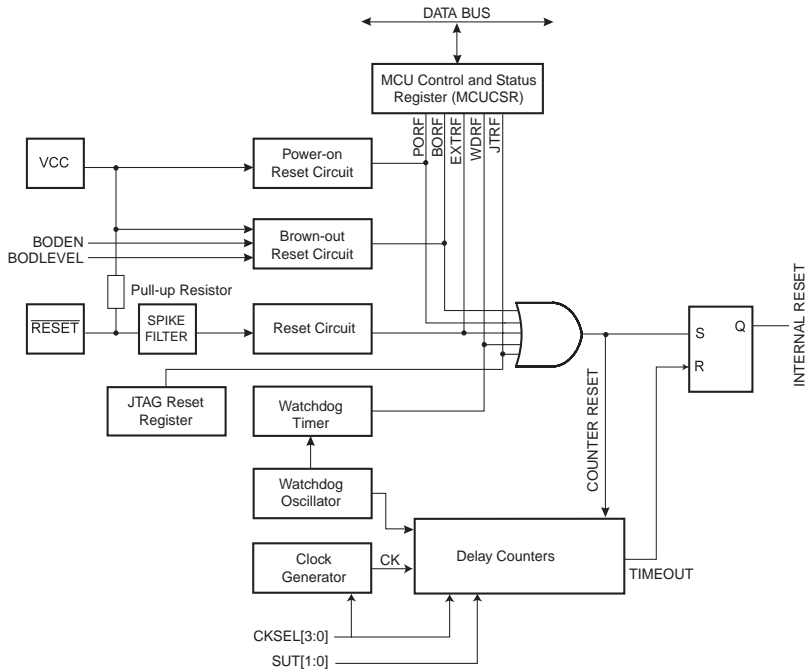 DATA BUS
MCU Control and Status
Register (MCUCSR)
PORF
BORF
EXTRF
WDRF
JTRF
VCC
Power-on
Reset Circuit
BODEN
BODLEVEL
Brown-out
Reset Circuit
Pull-up Resistor
RESET
SPIKE
FILTER
Reset Circuit
JTAG Reset
Register
Watchdog
Timer
Watchdog
Oscillator
Clock
Generator
CK
Delay Counters
COUNTER RESET
TIMEOUT
S
Q
R
INTERNAL RESET
CKSEL[3:0]
SUT[1:0]